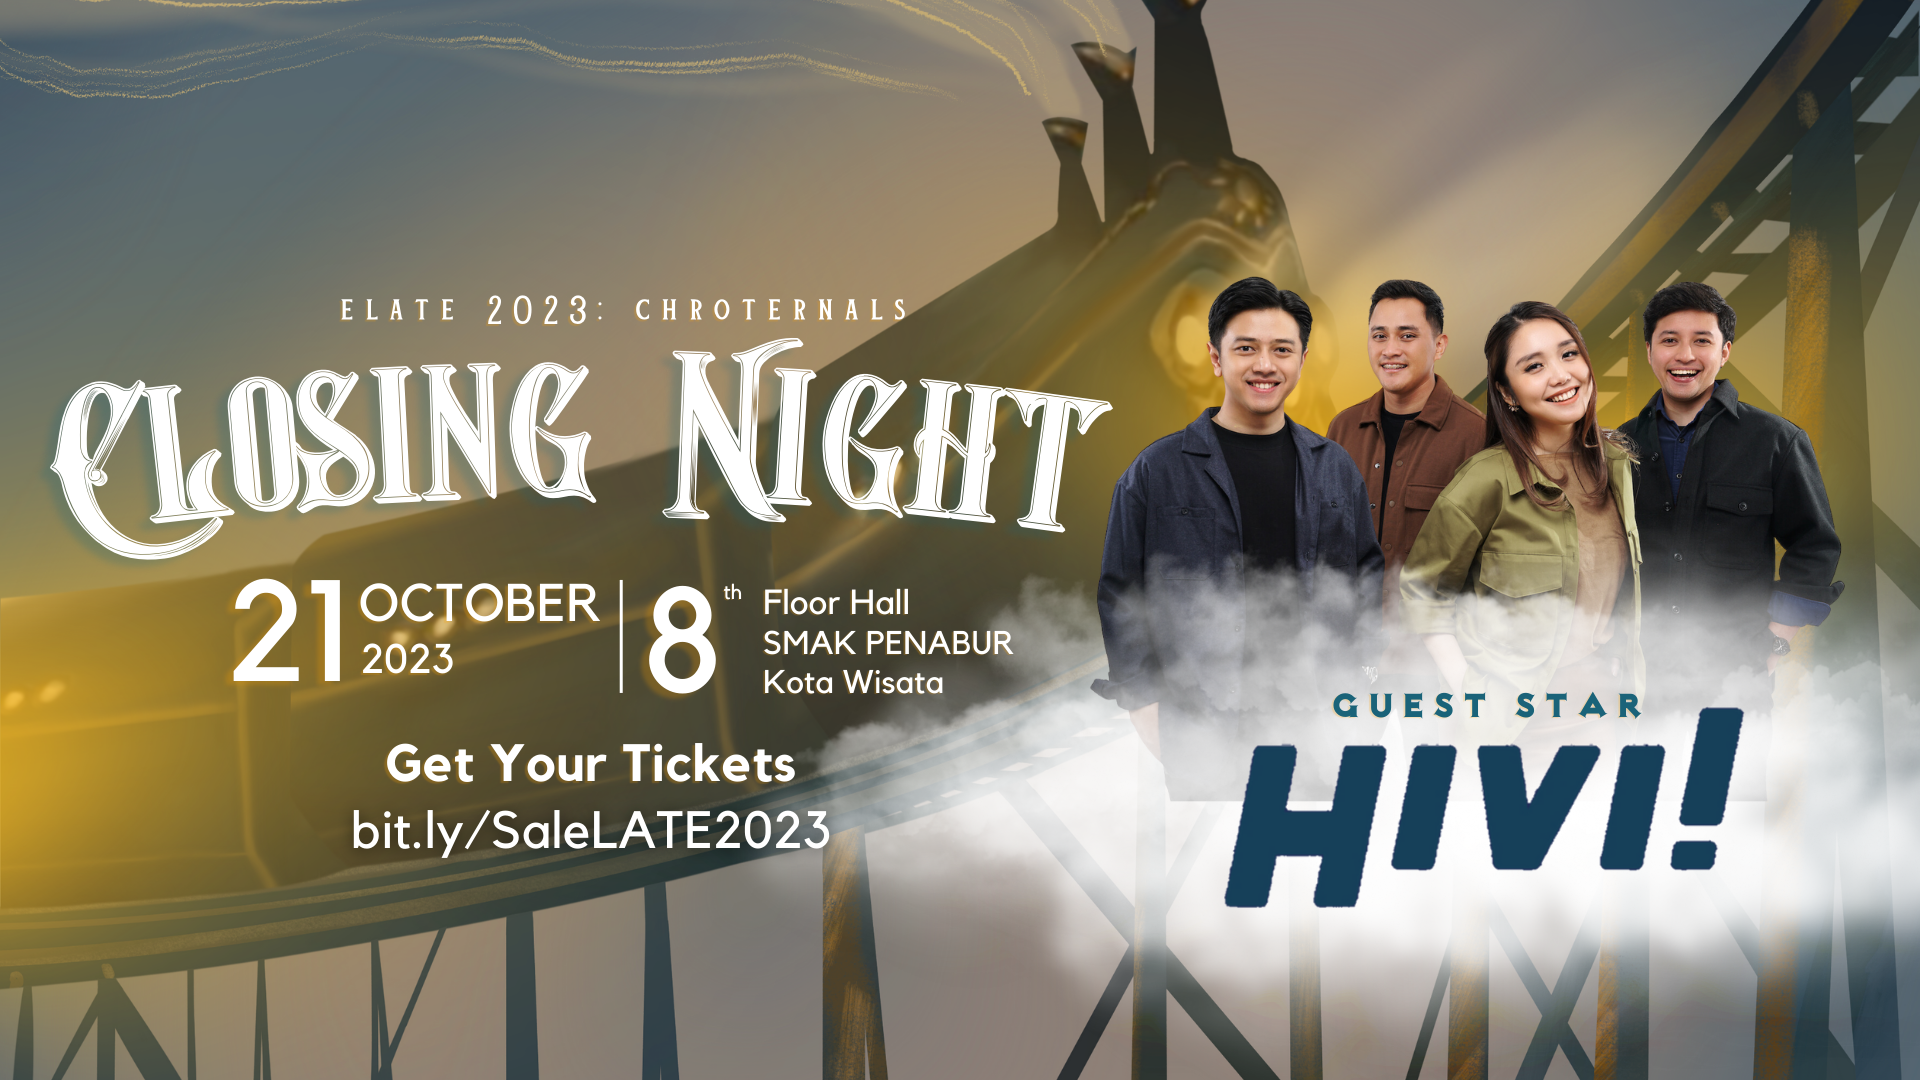 ELATE 2023: CHROTERNALS
CLOSING NIGHT
21 OCTOBER 2023
8th Floor Hall
SMAK PENABUR
Kota Wisata
Get Your Tickets
bit.ly/SaleLATE2023
GUEST STAR
HIVI!